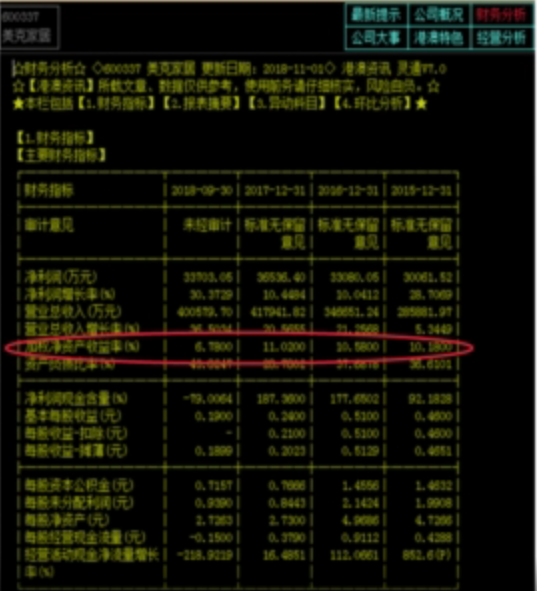 600337
美克家居
最新提示 公司概况 财务分析
公司大事 港澳特色 经营分析
☆财务分析☆ ◇600337 美克家居 更新日期：2018-11-01◇ 港澳资讯 灵通V7.0
☆【港澳资讯】所载文章、数据仅供参考，使用前务请仔细核实，风险自负。☆
★本栏包括【1.财务指标】【2.报表摘要】【3.异动科目】【4.环比分析】★
【1.财务指标】
【主要财务指标】
财务指标 | 2018-09-30 | 2017-12-31 | 2016-12-31 | 2015-12-31
审计意见 | 未经审计 | 标准无保留 | 标准无保留 | 标准无保留
意见 | 意见 | 意见
净利润(万元) | 33703.05 | 36536.40 | 33080.05 | 30061.52
净利润增长率(%) | 30.3729 | 10.4484 | 10.0412 | 28.7069
营业总收入(万元) | 400579.70 | 417941.82 | 346651.24 | 285881.97
营业总收入增长率(%) | 36.5034 | 20.5655 | 21.2568 | 5.3449
加权净资产收益率(%) | 6.7800 | 11.0200 | 10.5800 | 10.1800
资产负债比率(%) | 36.6101
净利润现金含量(%) | -79.0064 | 187.3600 | 177.6502 | 92.1828
基本每股收益(元) | 0.1900 | 0.2400 | 0.5100 | 0.4600
每股收益-扣除(元) | - | 0.2100 | 0.5100 | 0.4600
每股收益-摊薄(元) | 0.1899 | 0.2023 | 0.5129 | 0.4651
每股资本公积金(元) | 0.7157 | 0.7666 | 1.4556 | 1.4632
每股未分配利润(元) | 0.9390 | 0.8443 | 2.1424 | 1.9908
每股净资产(元) | 2.7263 | 2.7300 | 4.9686 | 4.7266
每股经营现金流量(元) | -0.1500 | 0.3790 | 0.9112 | 0.4288
经营活动现金净流量增长 | -218.9219 | 16.4851 | 112.0661 | 852.6(P)
率(%)